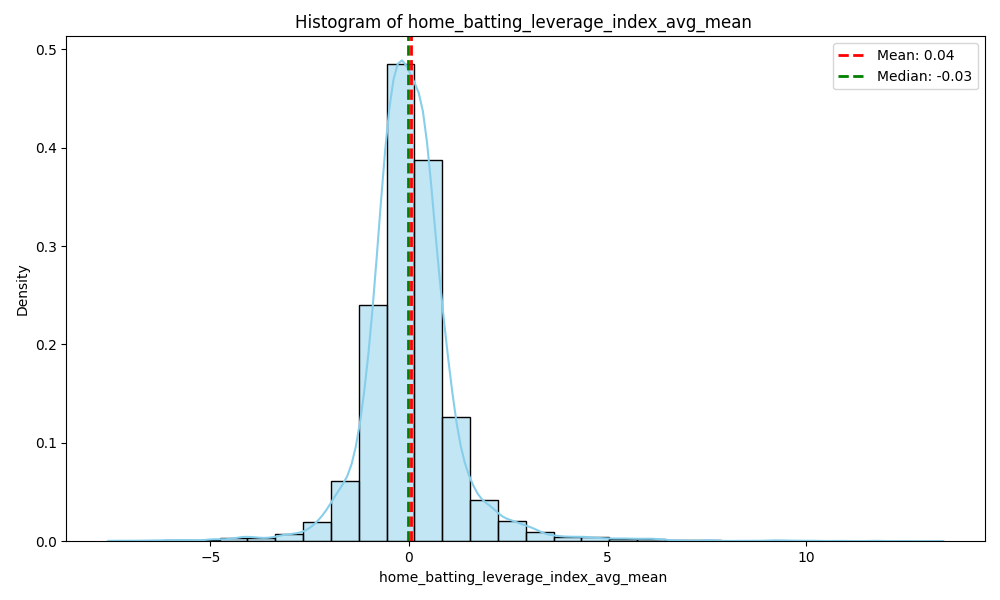 Histogram of home_batting_leverage_index_avg_mean
Mean: 0.04
Median: -0.03
0.5
0.4
0.3
0.2
0.1
0.0
Density
−5
0
5
10
home_batting_leverage_index_avg_mean